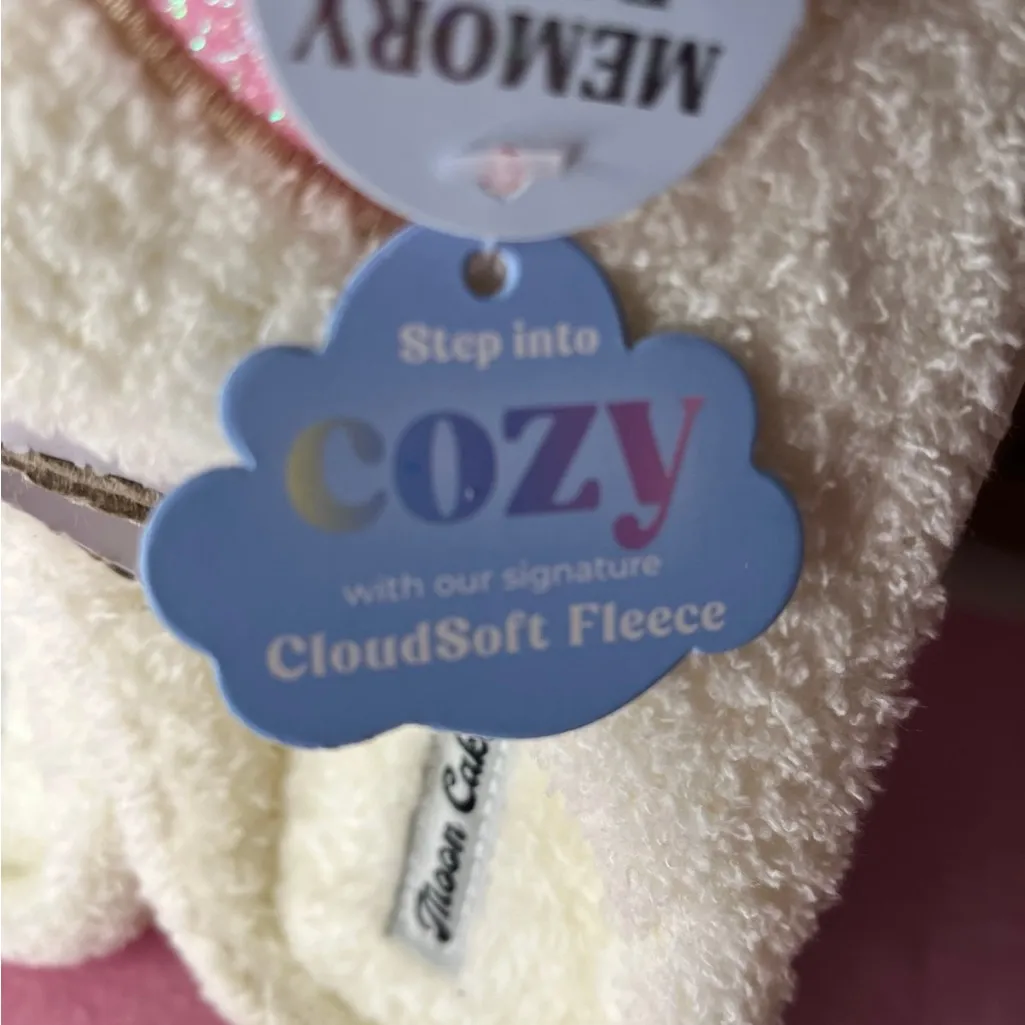 MEMORY
Step into
cozy
with our signature
CloudSoft Fleece
Moon Cak